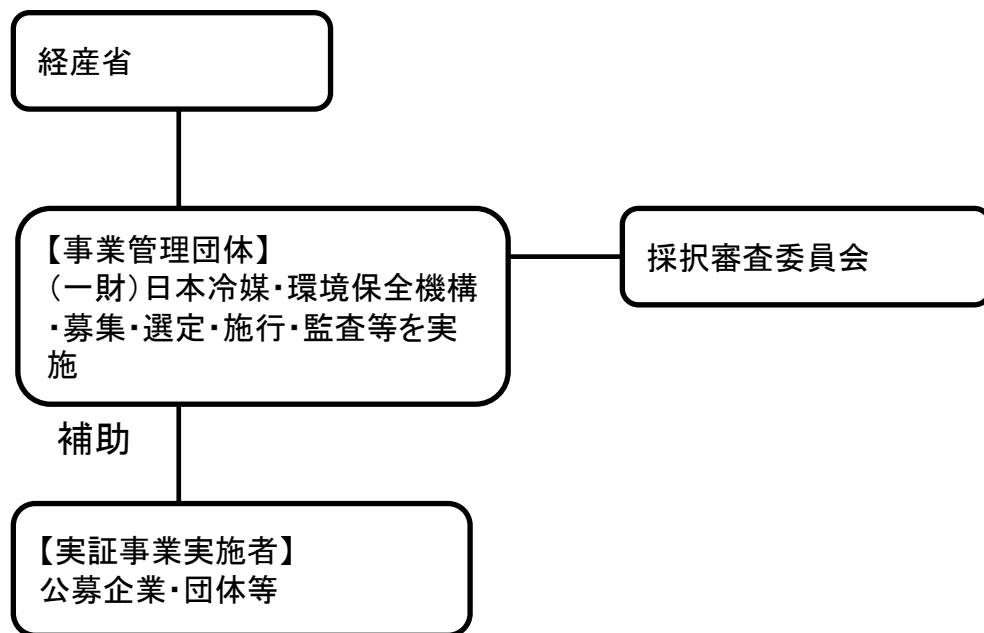 経産省
【事業管理団体】
（一財）日本冷媒・環境保全機構
・募集・選定・施行・監査等を実
施
採択審査委員会
補助
【実証事業実施者】
公募企業・団体等